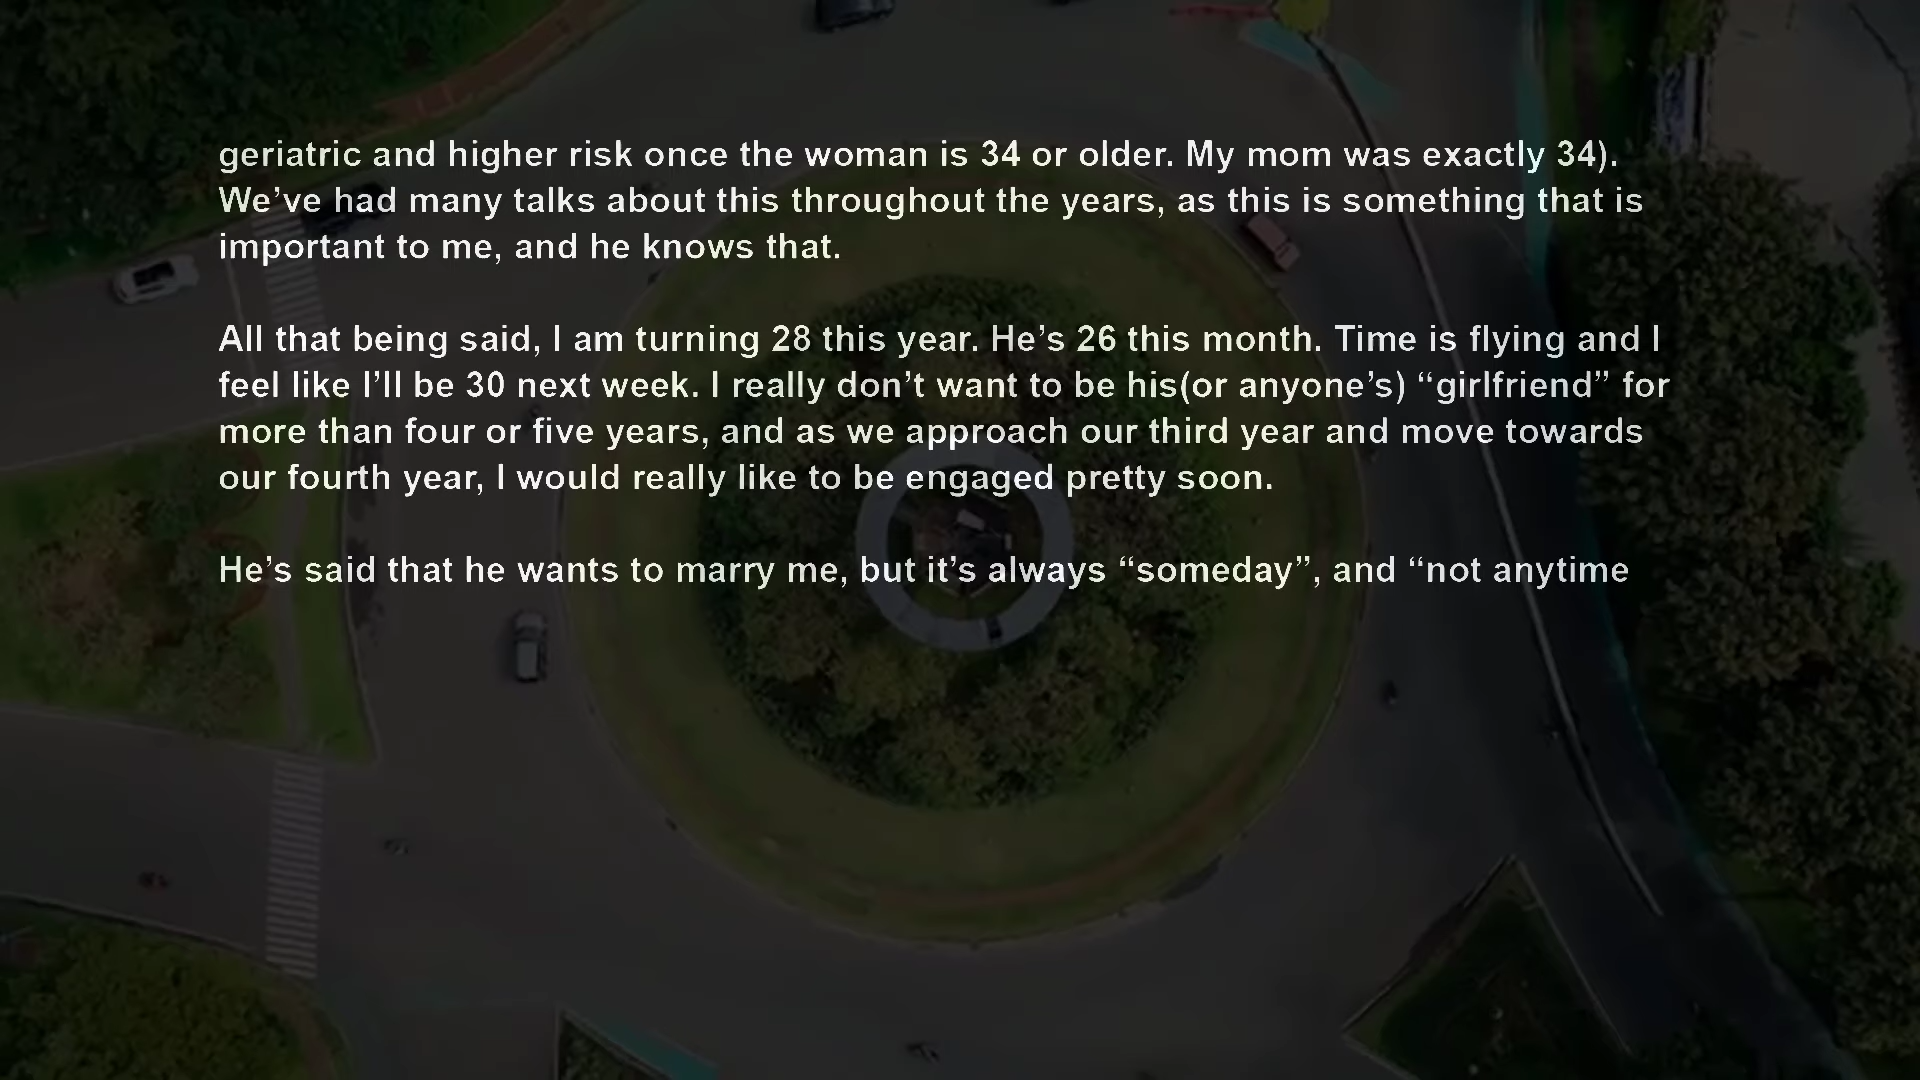 geriatric and higher risk once the woman is 34 or older. My mom was exactly 34).
We’ve had many talks about this throughout the years, as this is something that is
important to me, and he knows that.
All that being said, I am turning 28 this year. He’s 26 this month. Time is flying and I
feel like I’ll be 30 next week. I really don’t want to be his(or anyone’s) “girlfriend” for
more than four or five years, and as we approach our third year and move towards
our fourth year, I would really like to be engaged pretty soon.
He’s said that he wants to marry me, but it’s always “someday”, and “not anytime